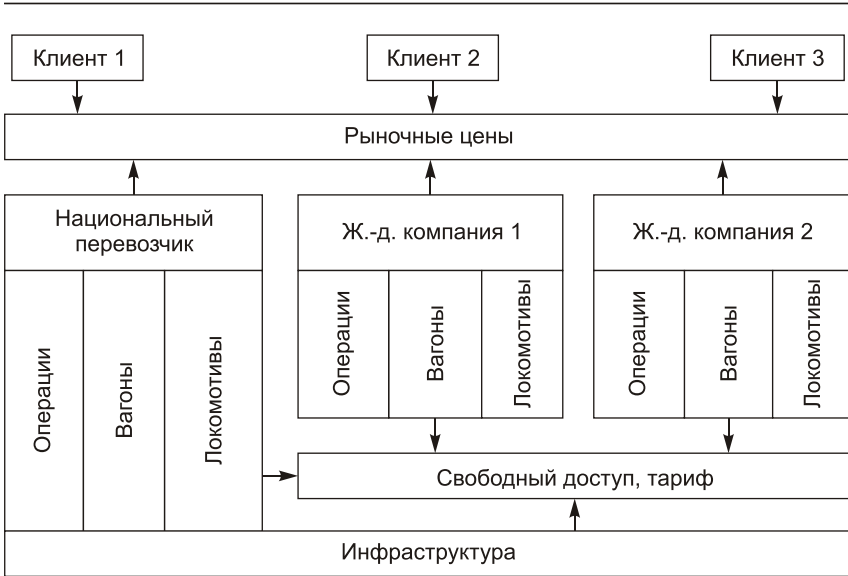 Клиент 1
Клиент 2
Клиент 3
Рыночные цены
Национальный
перевозчик
Ж.-д. компания 1
Ж.-д. компания 2
Операции
Вагоны
Локомотивы
Операции
Вагоны
Локомотивы
Операции
Вагоны
Локомотивы
Свободный доступ, тариф
Инфраструктура